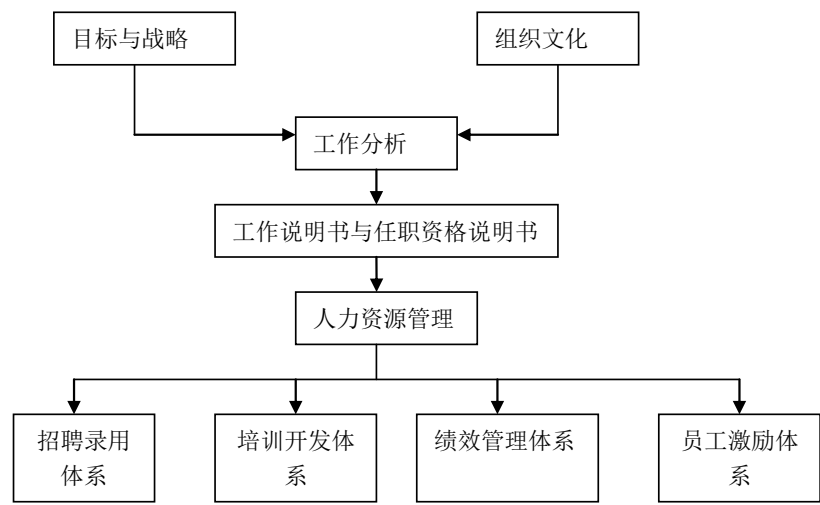 目标与战略
组织文化
工作分析
工作说明书与任职资格说明书
人力资源管理
招聘录用
体系
培训开发体
系
绩效管理体系
员工激励体
系